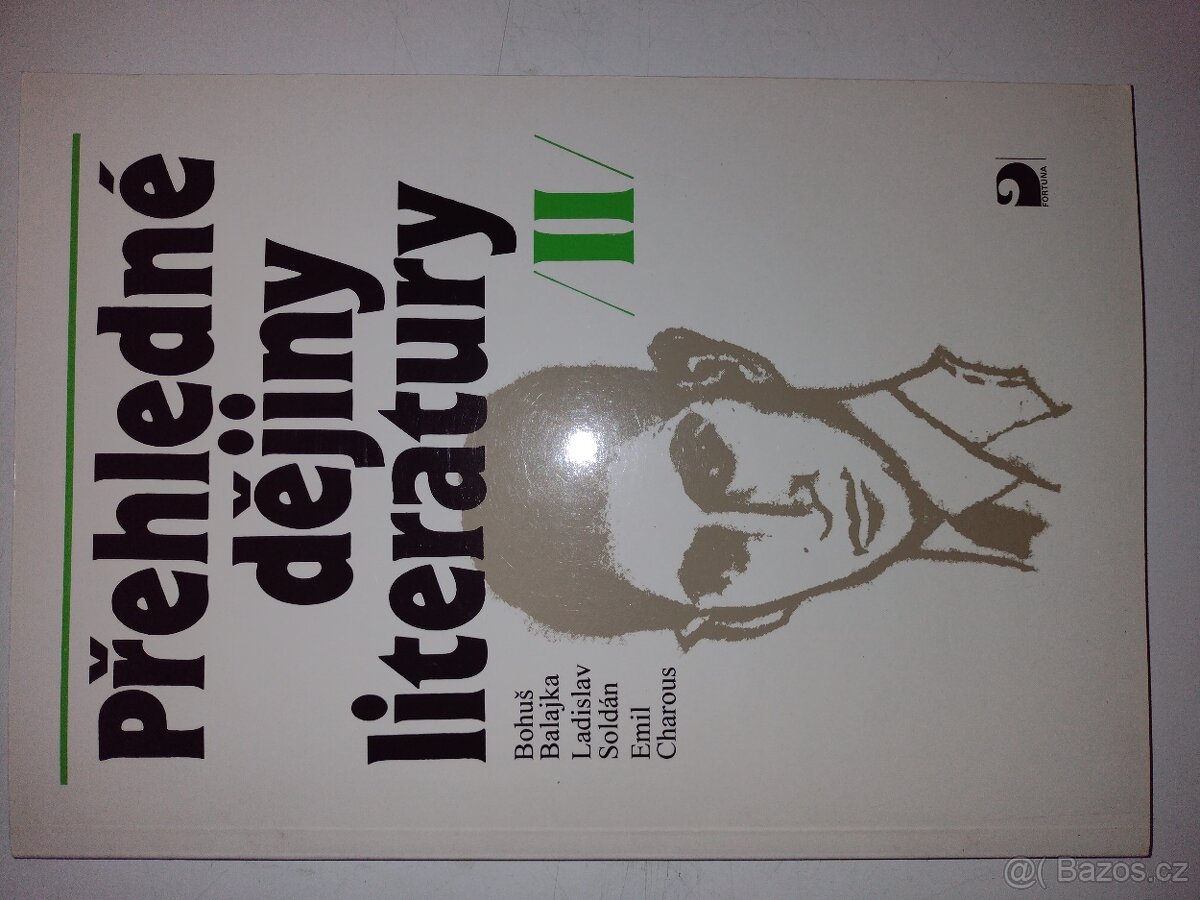 Přehledné
dějiny
literatury
/II/
Bohuš
Balajka
Ladislav
Soldán
Emil
Charous
FORTUNA
@( Bazos.cz